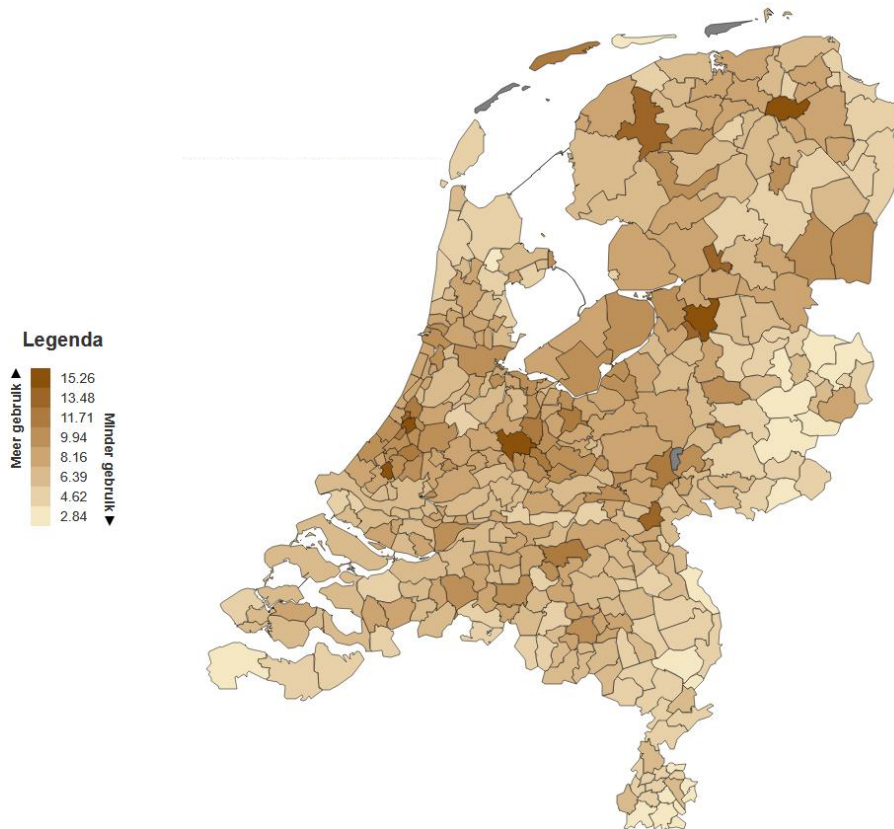 Legenda
Meer gebruik ▶
15.26
13.48
11.71
9.94
8.16
6.39
4.62
2.84
Minder gebruik ▶